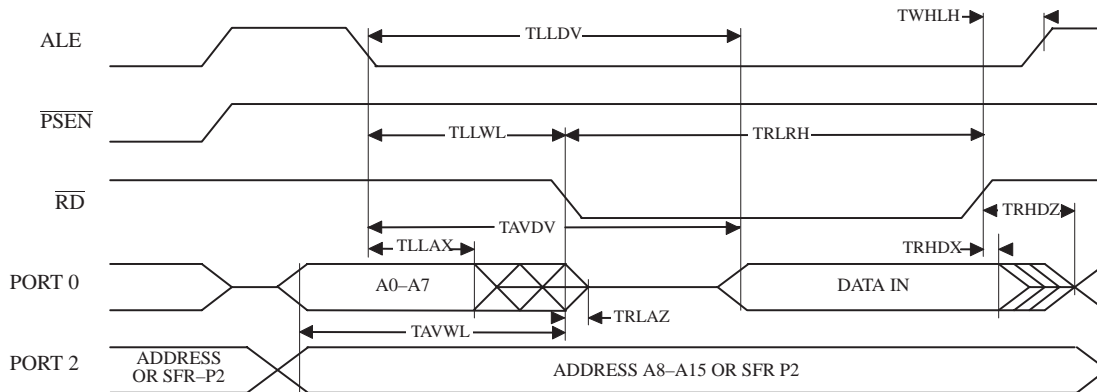 TWHLH
ALE
TLLDV
PSEN
TLLWL
TRLRH
RD
TAVDV
TRHDZ
TLLAX
TRHDX
PORT 0
A0–A7
DATA IN
TRLAZ
TAVWL
PORT 2
ADDRESS
OR SFR–P2
ADDRESS A8–A15 OR SFR P2